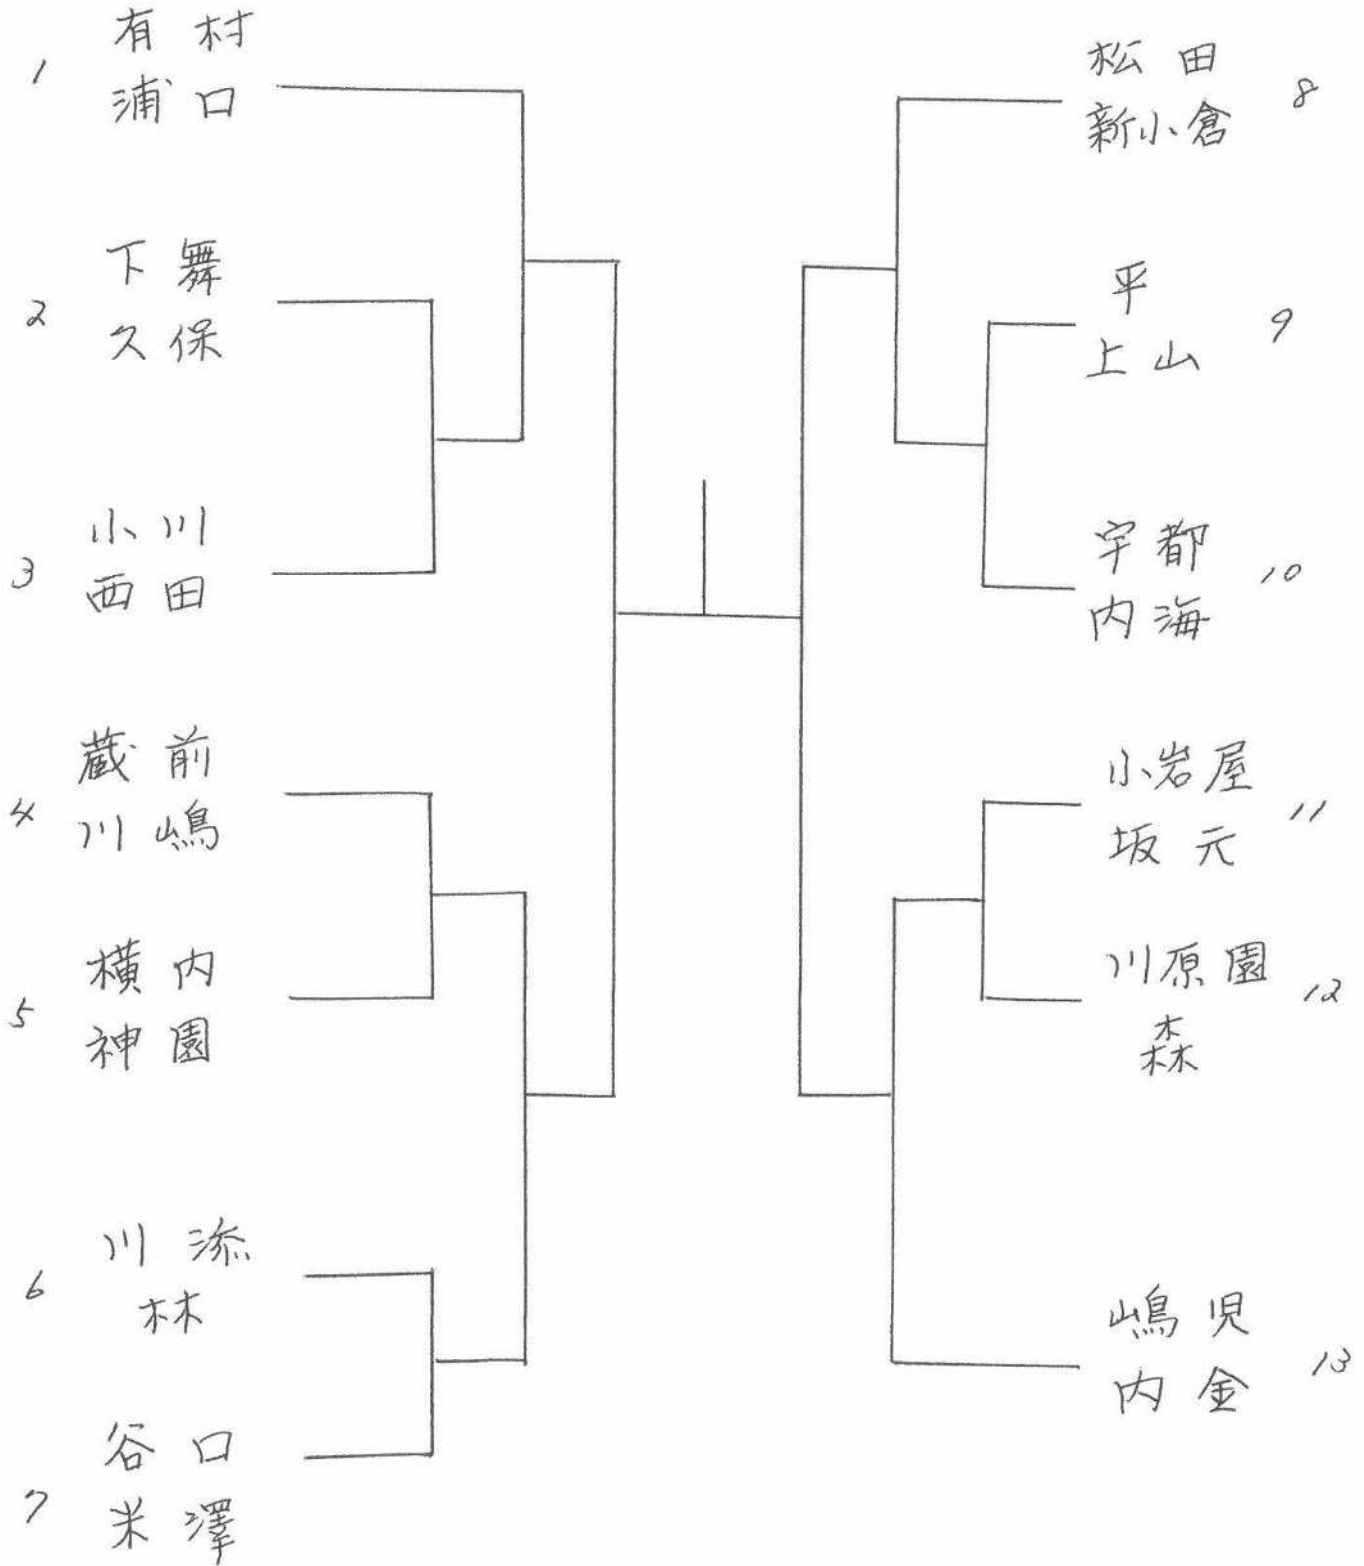 1
有村
浦口
2
下舞
久保
3
小川
西田
4
蔵前
川嶋
5
横内
神園
6
川添
林
7
谷口
米澤
松田
新小倉
8
平
上山
9
宇都
内海
10
小岩屋
坂元
11
川原園
森
12
嶋児
内金
13